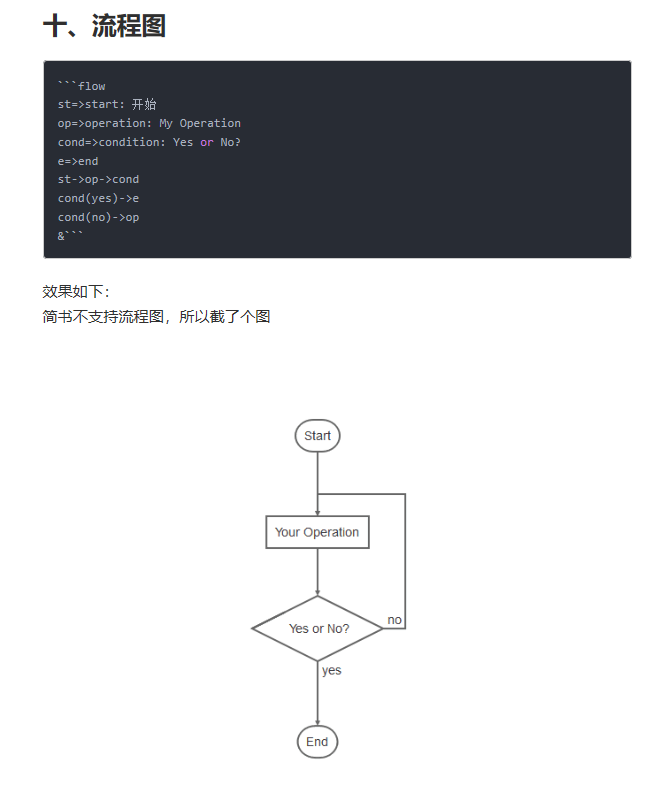 十、流程图
```flow
st=>start: 开始
op=>operation: My Operation
cond=>condition: Yes or No?
e=>end
st->op->cond
cond(yes)->e
cond(no)->op
&```
效果如下：
简书不支持流程图，所以截了个图
Start
Your Operation
Yes or No?
no
yes
End